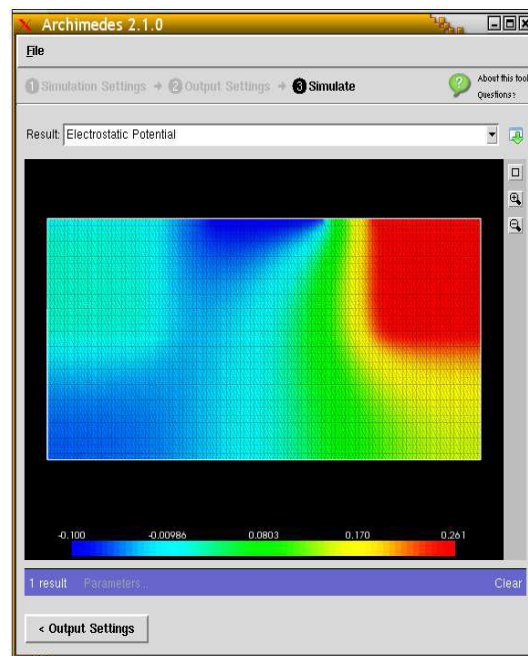 Archimedes 2.1.0
File
1 Simulation Settings → 2 Output Settings → 3 Simulate
? About this tool
Questions?
Result: Electrostatic Potential
-0.100 -0.00986 0.0803 0.170 0.261
1 result Parameters... Clear
< Output Settings